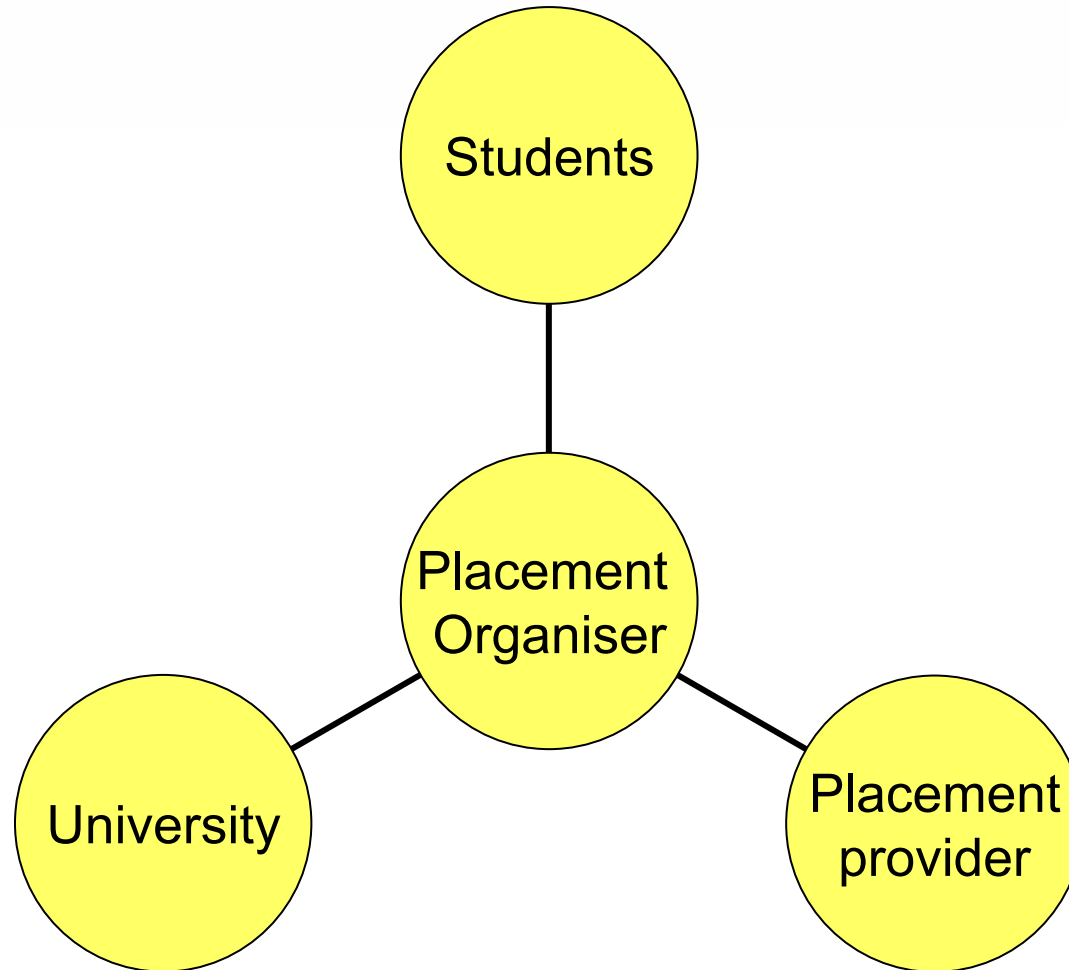 Students
Placement
Organiser
University
Placement
provider